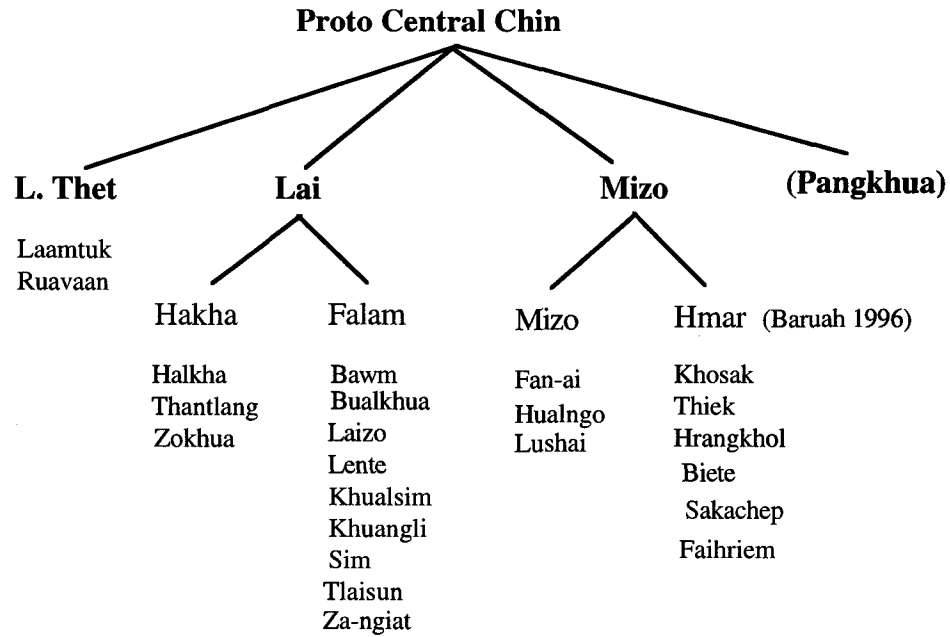 Proto Central Chin
L. Thet
Lai
Mizo
(Pangkhua)
Laamtuk
Ruavaan
Hakha
Falam
Mizo
Hmar (Baruah 1996)
Halkha
Thantlang
Zokhua
Bawm
Bualkhua
Laizo
Lente
Khualsim
Khuangli
Sim
Tlaisun
Za-ngiat
Fan-ai
Hualngo
Lushai
Khosak
Thiek
Hrangkhol
Biete
Sakachep
Faihriem